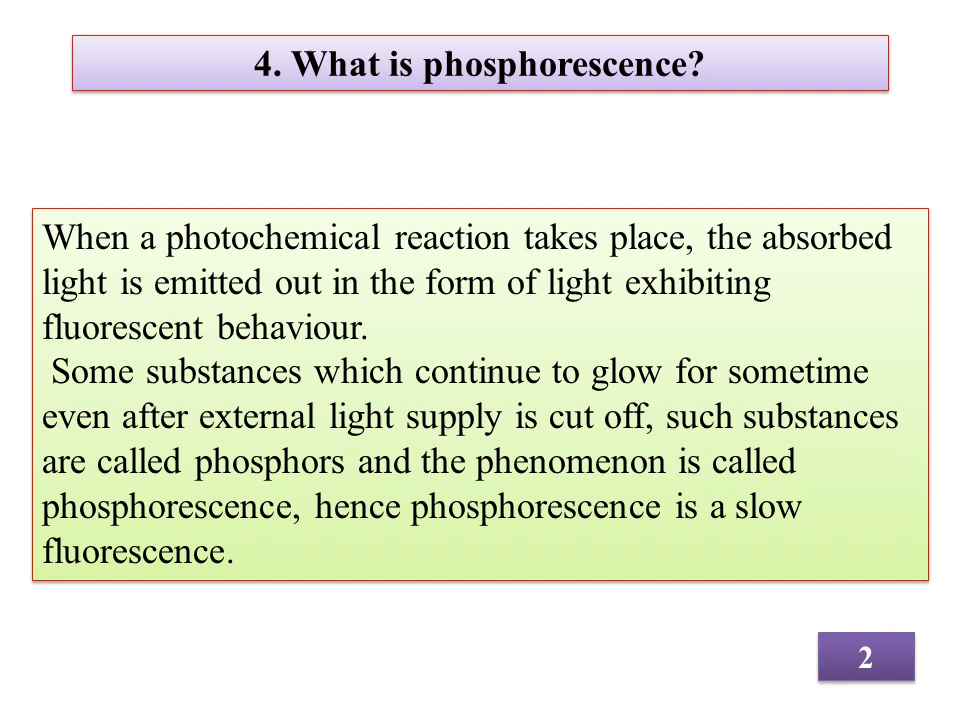 4. What is phosphorescence?
When a photochemical reaction takes place, the absorbed
light is emitted out in the form of light exhibiting
fluorescent behaviour.
Some substances which continue to glow for sometime
even after external light supply is cut off, such substances
are called phosphors and the phenomenon is called
phosphorescence, hence phosphorescence is a slow
fluorescence.
2